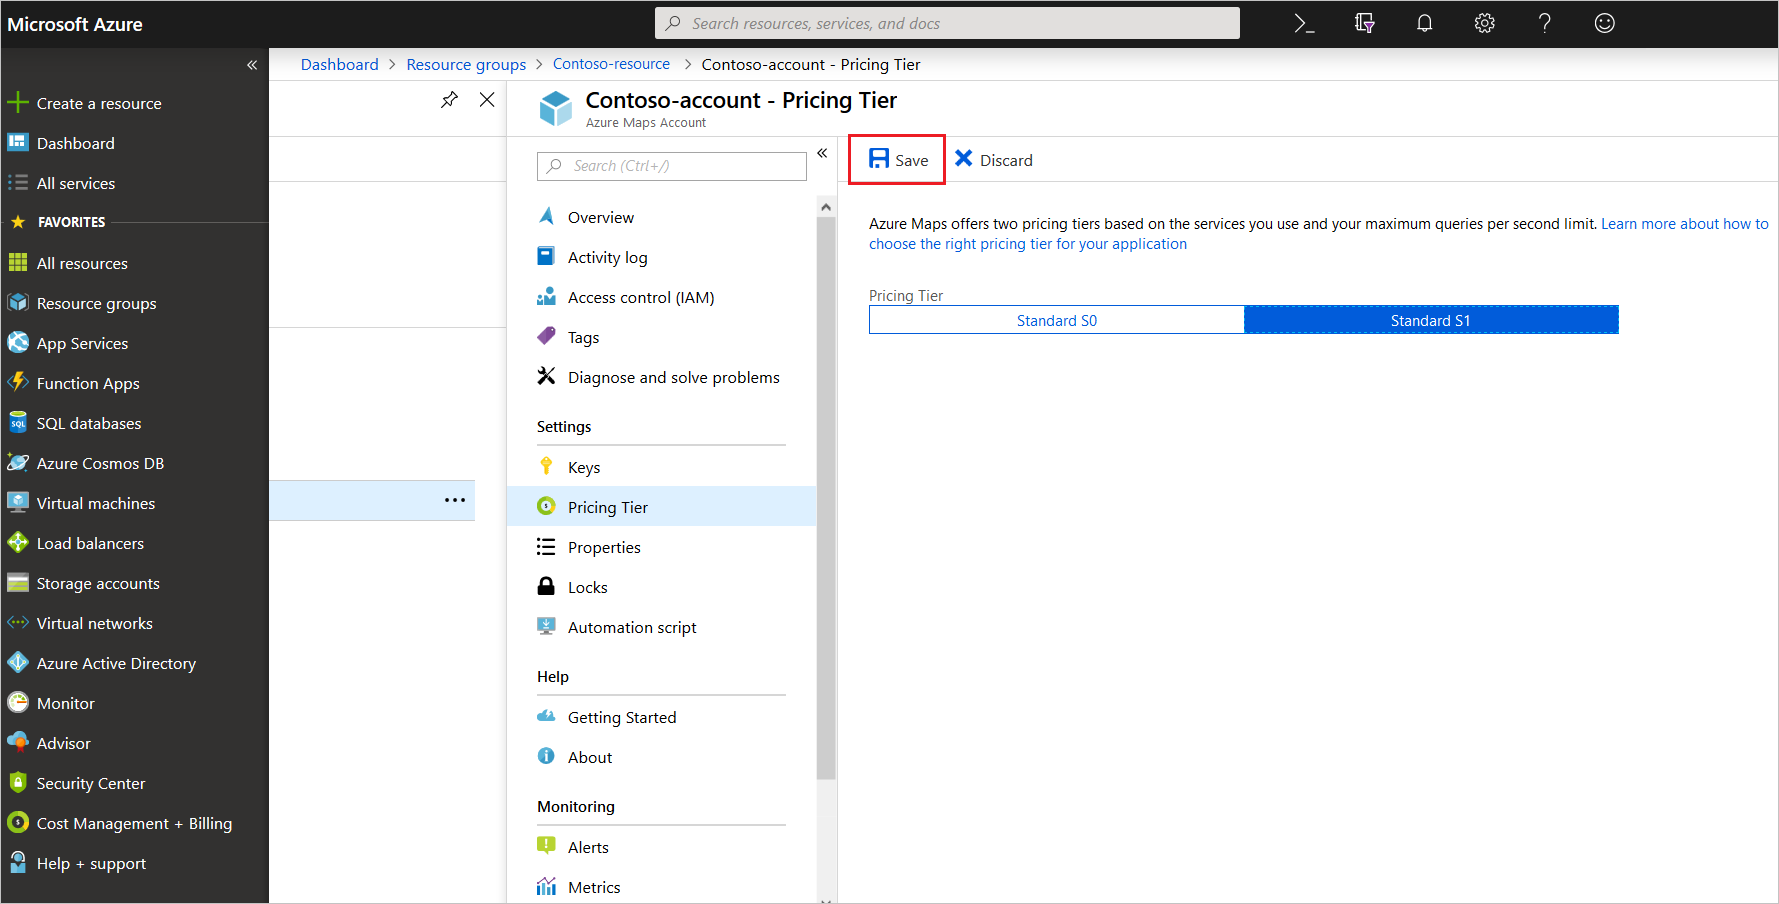 Microsoft Azure
Search resources, services, and docs
Dashboard > Resource groups > Contoso-resource > Contoso-account - Pricing Tier
Create a resource
Dashboard
All services
FAVORITES
All resources
Resource groups
App Services
Function Apps
SQL databases
Azure Cosmos DB
Virtual machines
Load balancers
Storage accounts
Virtual networks
Azure Active Directory
Monitor
Advisor
Security Center
Cost Management + Billing
Help + support
Contoso-account - Pricing Tier
Azure Maps Account
Search (Ctrl+/)
Overview
Activity log
Access control (IAM)
Tags
Diagnose and solve problems
Settings
Keys
Pricing Tier
Properties
Locks
Automation script
Help
Getting Started
About
Monitoring
Alerts
Metrics
Save
Discard
Azure Maps offers two pricing tiers based on the services you use and your maximum queries per second limit. Learn more about how to
choose the right pricing tier for your application
Pricing Tier
Standard S0
Standard S1